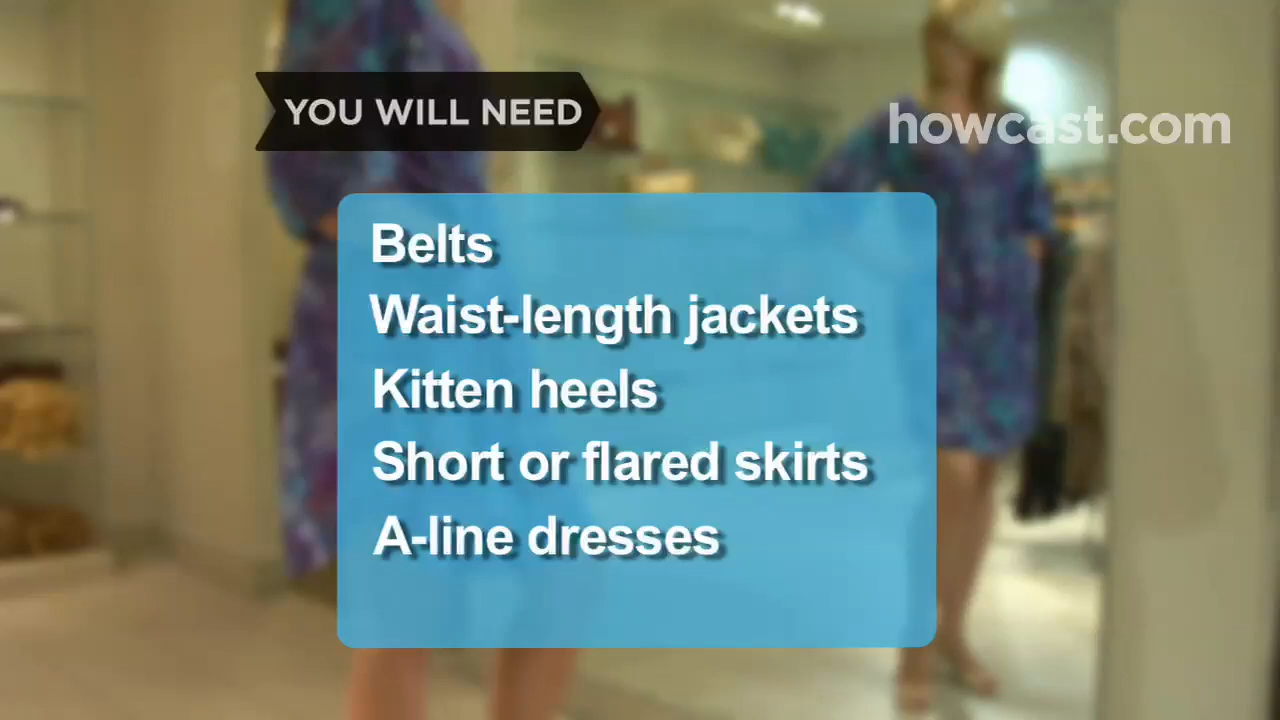 YOU WILL NEED
howcast.com
Belts
Waist-length jackets
Kitten heels
Short or flared skirts
A-line dresses